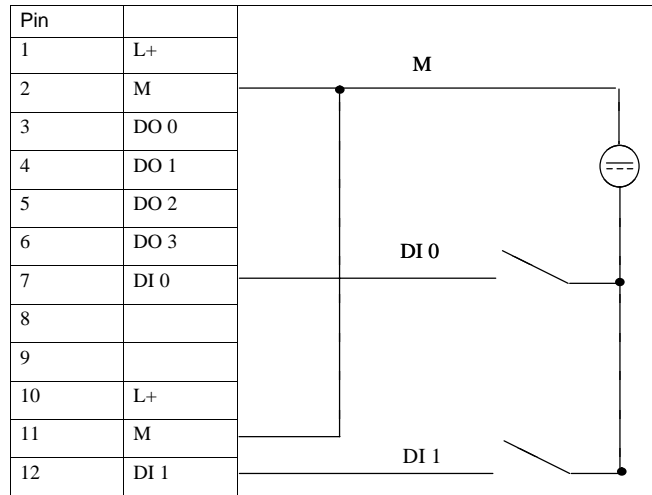 Pin
1 L+
M
2 M
3 DO 0
4 DO 1
5 DO 2
6 DO 3
DI 0
7 DI 0
8
9
10 L+
11 M
DI 1
12 DI 1